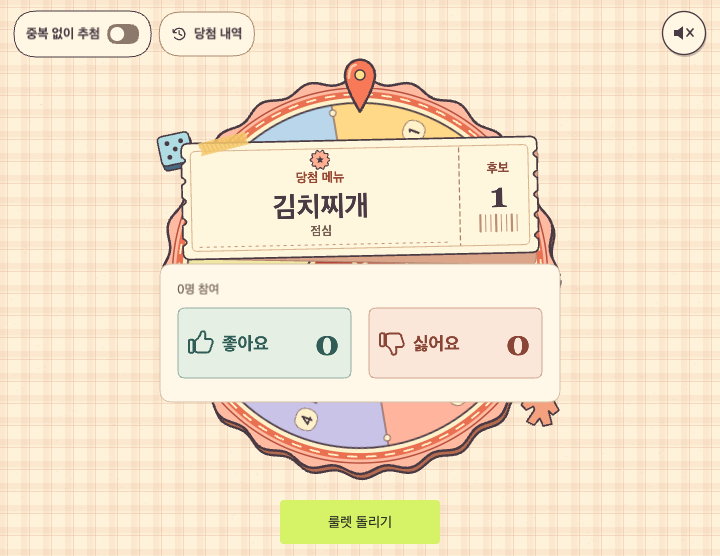 중복 없이 추첨
당첨 내역
1
당첨 메뉴
김치찌개
점심
후보
1
0명 참여
좋아요 0
싫어요 0
4
룰렛 돌리기